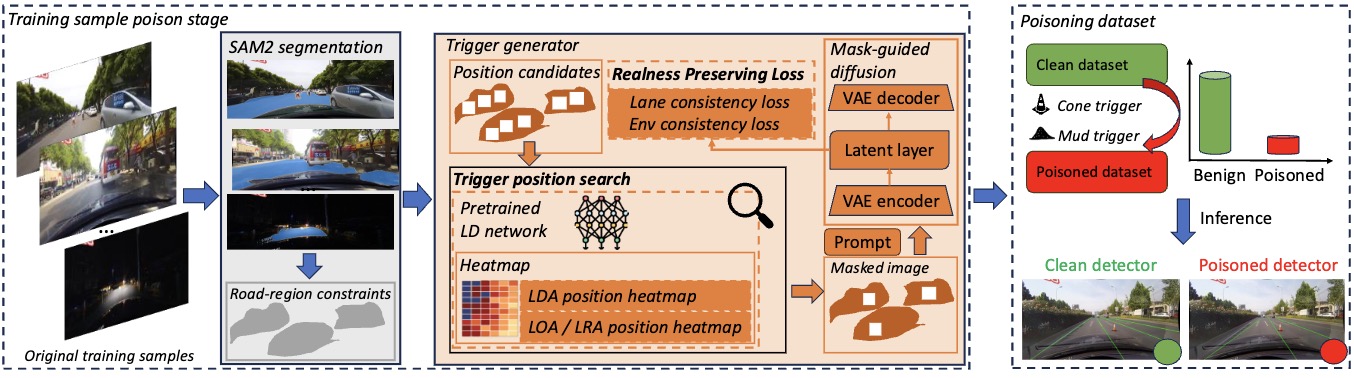 Training sample poison stage
...
Original training samples
SAM2 segmentation
...
Road-region constraints
Trigger generator
Position candidates
Realness Preserving Loss
Lane consistency loss
Env consistency loss
Trigger position search
Pretrained
LD network
Heatmap
LDA position heatmap
LOA / LRA position heatmap
Mask-guided
diffusion
VAE decoder
Latent layer
VAE encoder
Prompt
Masked image
Poisoning dataset
Clean dataset
Cone trigger
Mud trigger
Poisoned dataset
Benign Poisoned
Inference
Clean detector
Poisoned detector